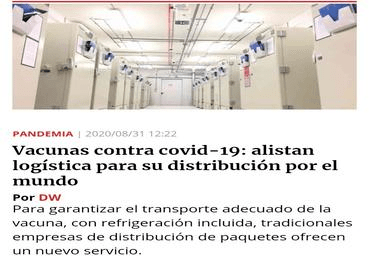 PANDEMIA | 2020/08/31 12:22
Vacunas contra covid-19: alistan
logística para su distribución por el
mundo
Por DW
Para garantizar el transporte adecuado de la
vacuna, con refrigeración incluida, tradicionales
empresas de distribución de paquetes ofrecen
un nuevo servicio.